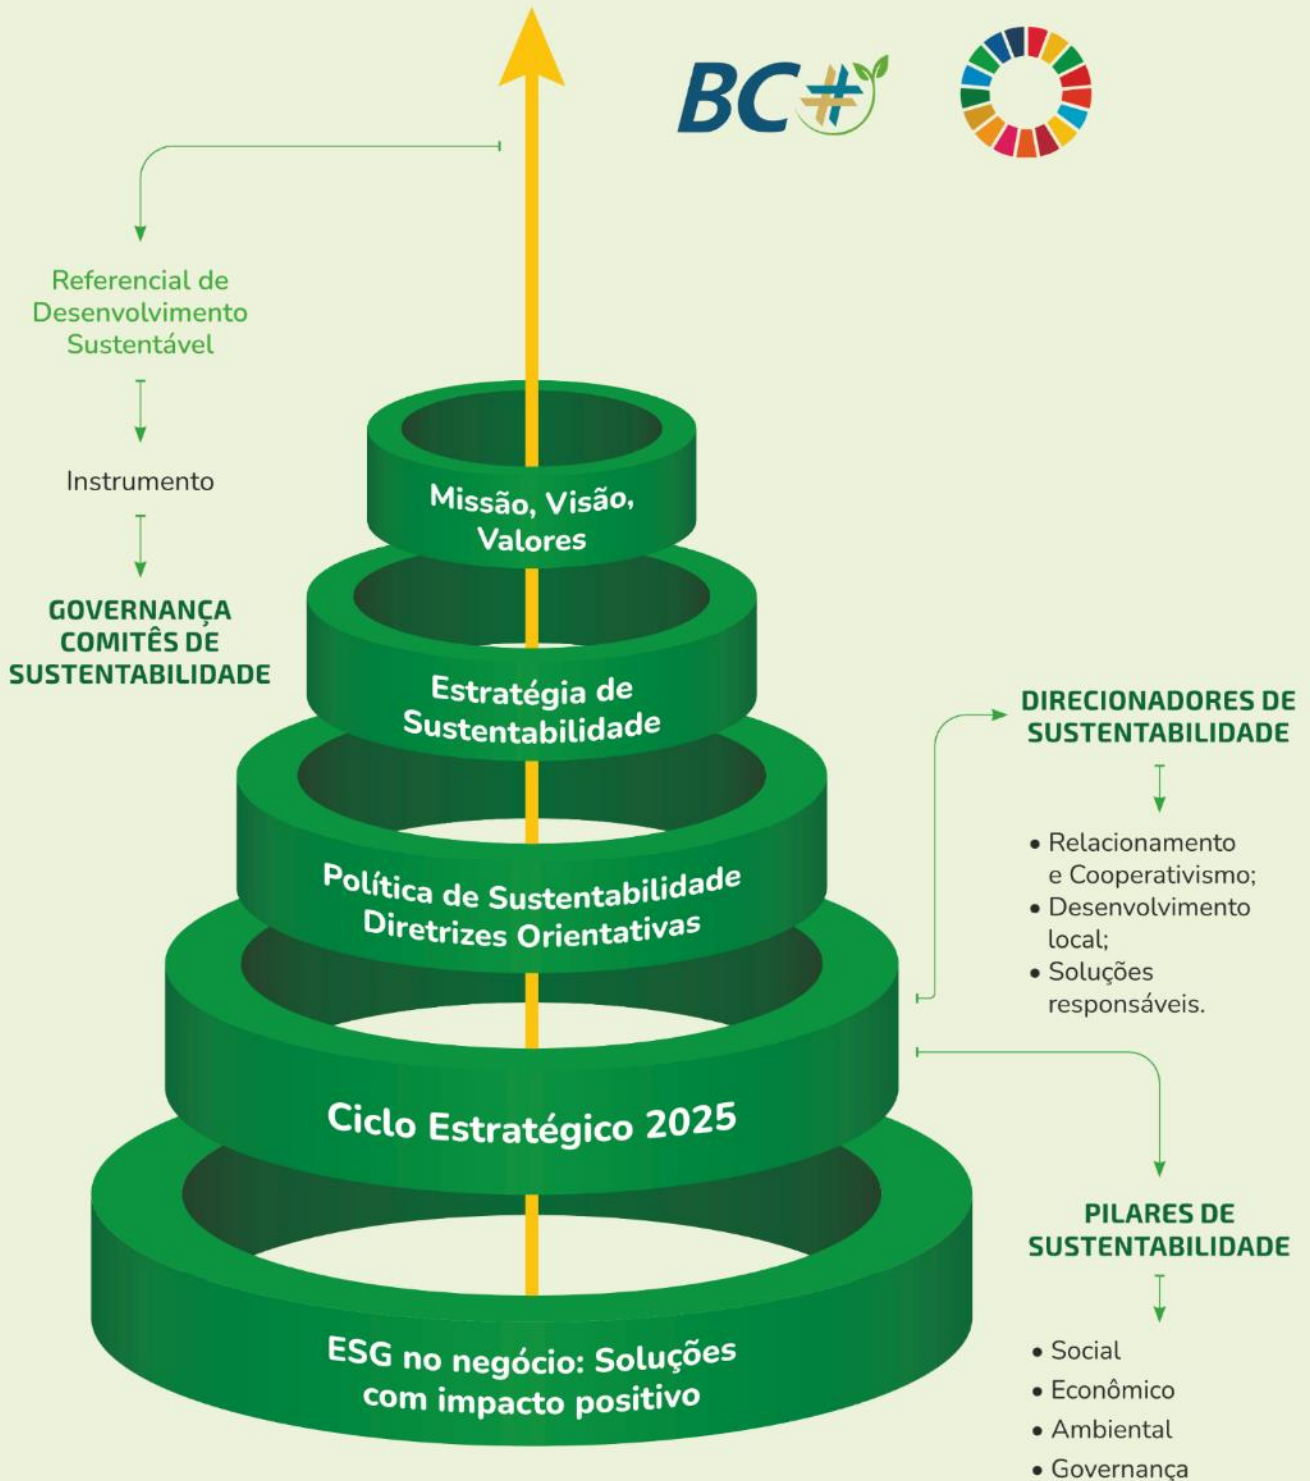 BC#
Referencial de
Desenvolvimento
Sustentável
Instrumento
GOVERNANÇA
COMITÊS DE
SUSTENTABILIDADE
Missão, Visão,
Valores
Estratégia de
Sustentabilidade
Política de Sustentabilidade
Diretrizes Orientativas
Ciclo Estratégico 2025
ESG no negócio: Soluções
com impacto positivo
DIRECIONADORES DE
SUSTENTABILIDADE
• Relacionamento
e Cooperativismo;
• Desenvolvimento
local;
• Soluções
responsáveis.
PILARES DE
SUSTENTABILIDADE
• Social
• Econômico
• Ambiental
• Governança